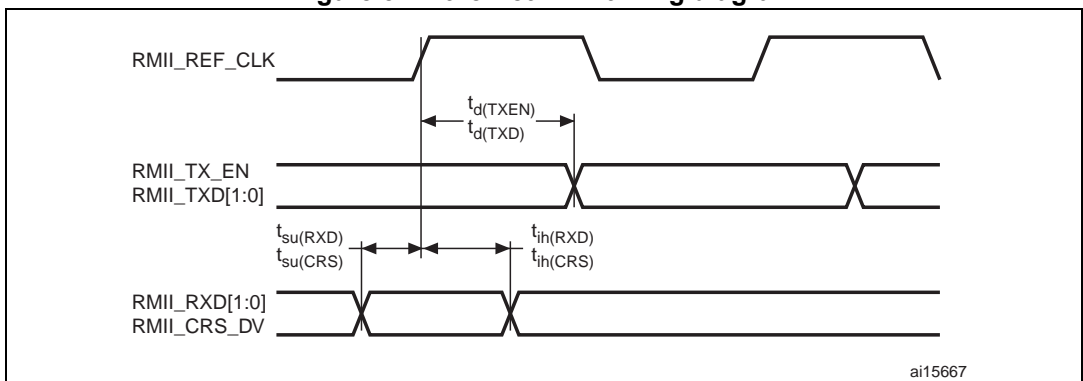 RMII_REF_CLK
td(TXEN)
td(TXD)
RMII_TX_EN
RMII_TXD[1:0]
tsu(RXD)
tsu(CRS)
tih(RXD)
tih(CRS)
RMII_RXD[1:0]
RMII_CRS_DV
ai15667